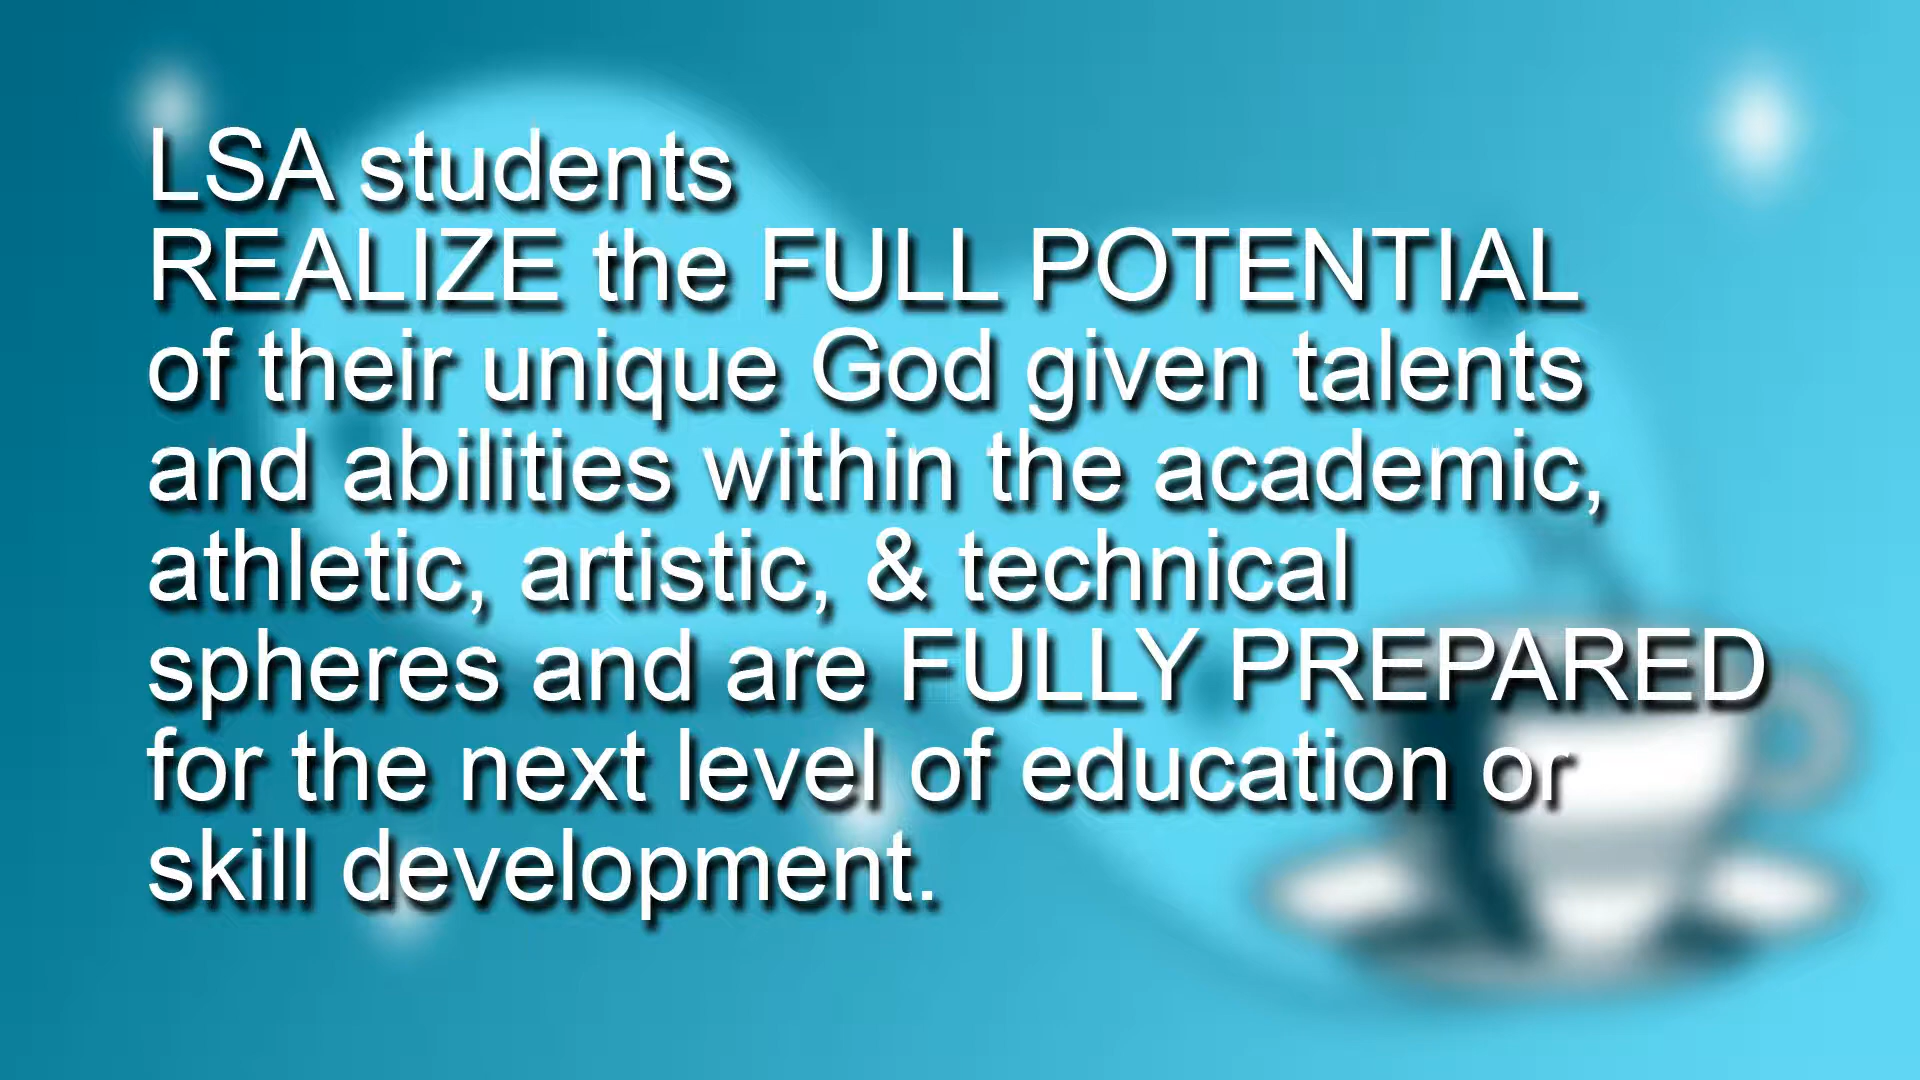 LSA students
REALIZE the FULL POTENTIAL
of their unique God given talents
and abilities within the academic,
athletic, artistic, & technical
spheres and are FULLY PREPARED
for the next level of education or
skill development.